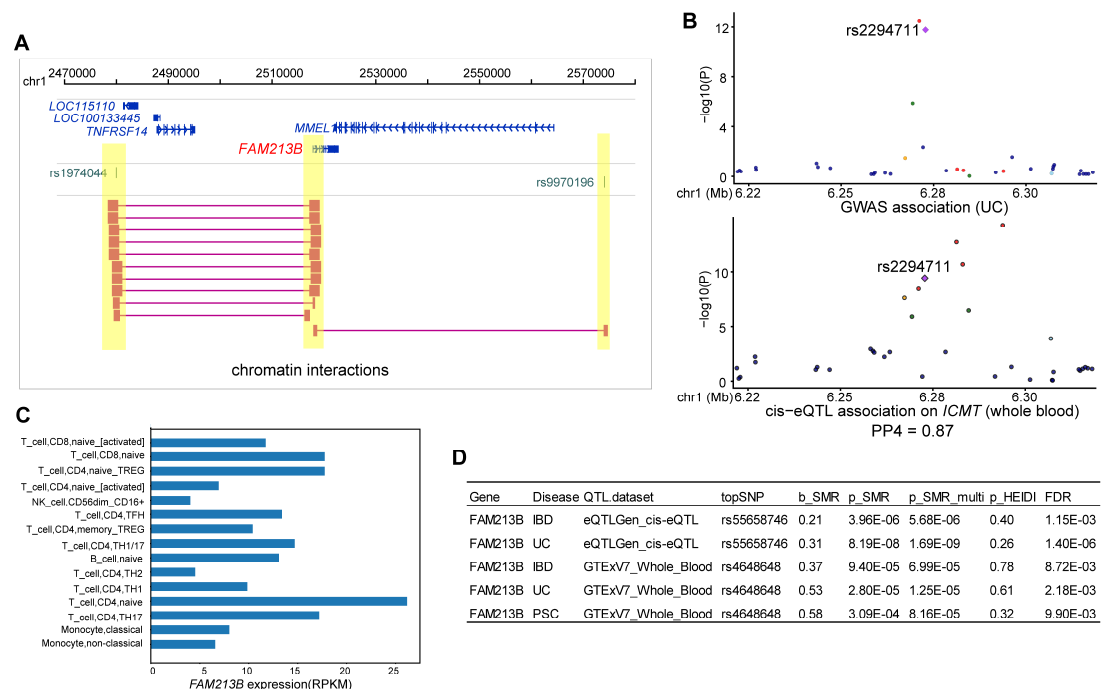 A
chr1 2470000 2490000 2510000 2530000 2550000 2570000
LOC115110
LOC100133445
TNFRSF14
MMEL1
FAM213B
rs1974044
rs9970196
chromatin interactions
B
12
8
4
0
−log10(P)
rs2294711
chr1 (Mb) 6.22 6.25 6.28 6.30
GWAS association (UC)
10
5
0
−log10(P)
rs2294711
chr1 (Mb) 6.22 6.25 6.28 6.30
cis−eQTL association on ICMT (whole blood)
PP4 = 0.87
C
T_cell,CD8,naive_[activated]
T_cell,CD8,naive
T_cell,CD4,naive_TREG
T_cell,CD4,naive_[activated]
NK_cell.CD56dim_CD16+
T_cell,CD4,TFH
T_cell,CD4,memory_TREG
T_cell,CD4,TH1/17
B_cell,naive
T_cell,CD4,TH2
T_cell,CD4,TH1
T_cell,CD4,naive
T_cell,CD4,TH17
Monocyte,classical
Monocyte,non-classical
0 5 10 15 20 25
FAM213B expression(RPKM)
D
Gene Disease QTL.dataset topSNP b_SMR p_SMR p_SMR_multi p_HEIDI FDR
FAM213B IBD eQTLGen_cis-eQTL rs55658746 0.21 3.96E-06 5.68E-06 0.40 1.15E-03
FAM213B UC eQTLGen_cis-eQTL rs55658746 0.31 8.19E-08 1.69E-09 0.26 1.40E-06
FAM213B IBD GTExV7_Whole_Blood rs4648648 0.37 9.40E-05 6.99E-05 0.78 8.72E-03
FAM213B UC GTExV7_Whole_Blood rs4648648 0.53 2.80E-05 1.25E-05 0.61 2.18E-03
FAM213B PSC GTExV7_Whole_Blood rs4648648 0.58 3.09E-04 8.16E-05 0.32 9.90E-03